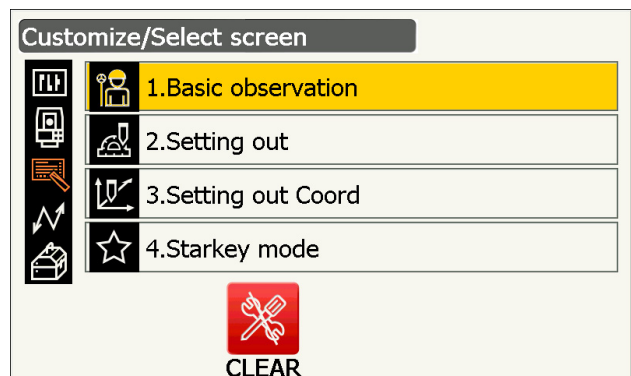 Customize/Select screen
1.Basic observation
2.Setting out
3.Setting out Coord
4.Starkey mode
CLEAR